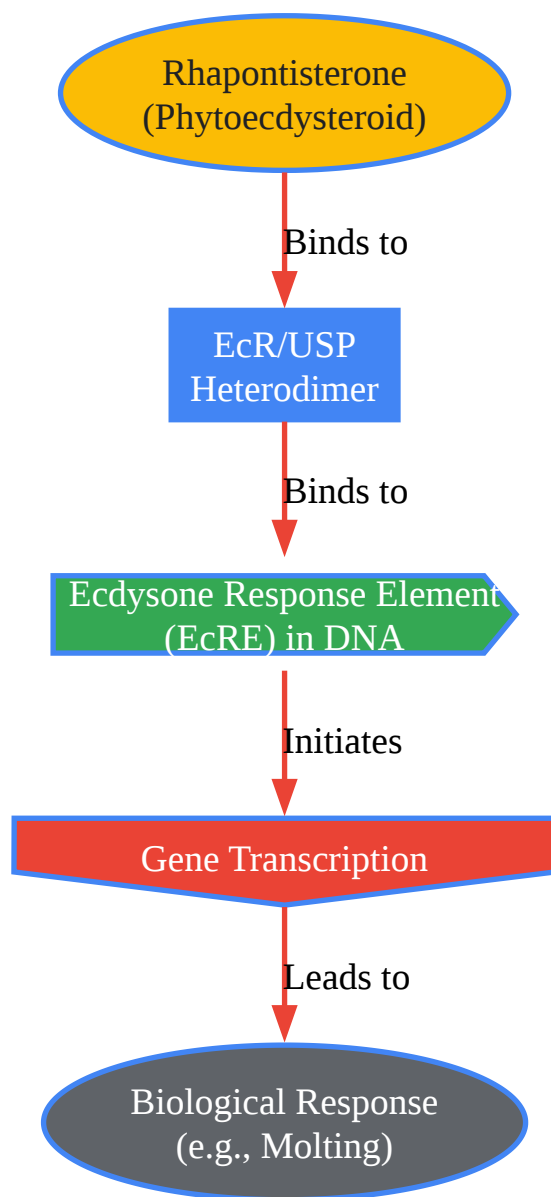 Rhapontisterone
(Phytoecdysteroid)
Binds to
EcR/USP
Heterodimer
Binds to
Ecdysone Response Element
(EcRE) in DNA
Initiates
Gene Transcription
Leads to
Biological Response
(e.g., Molting)